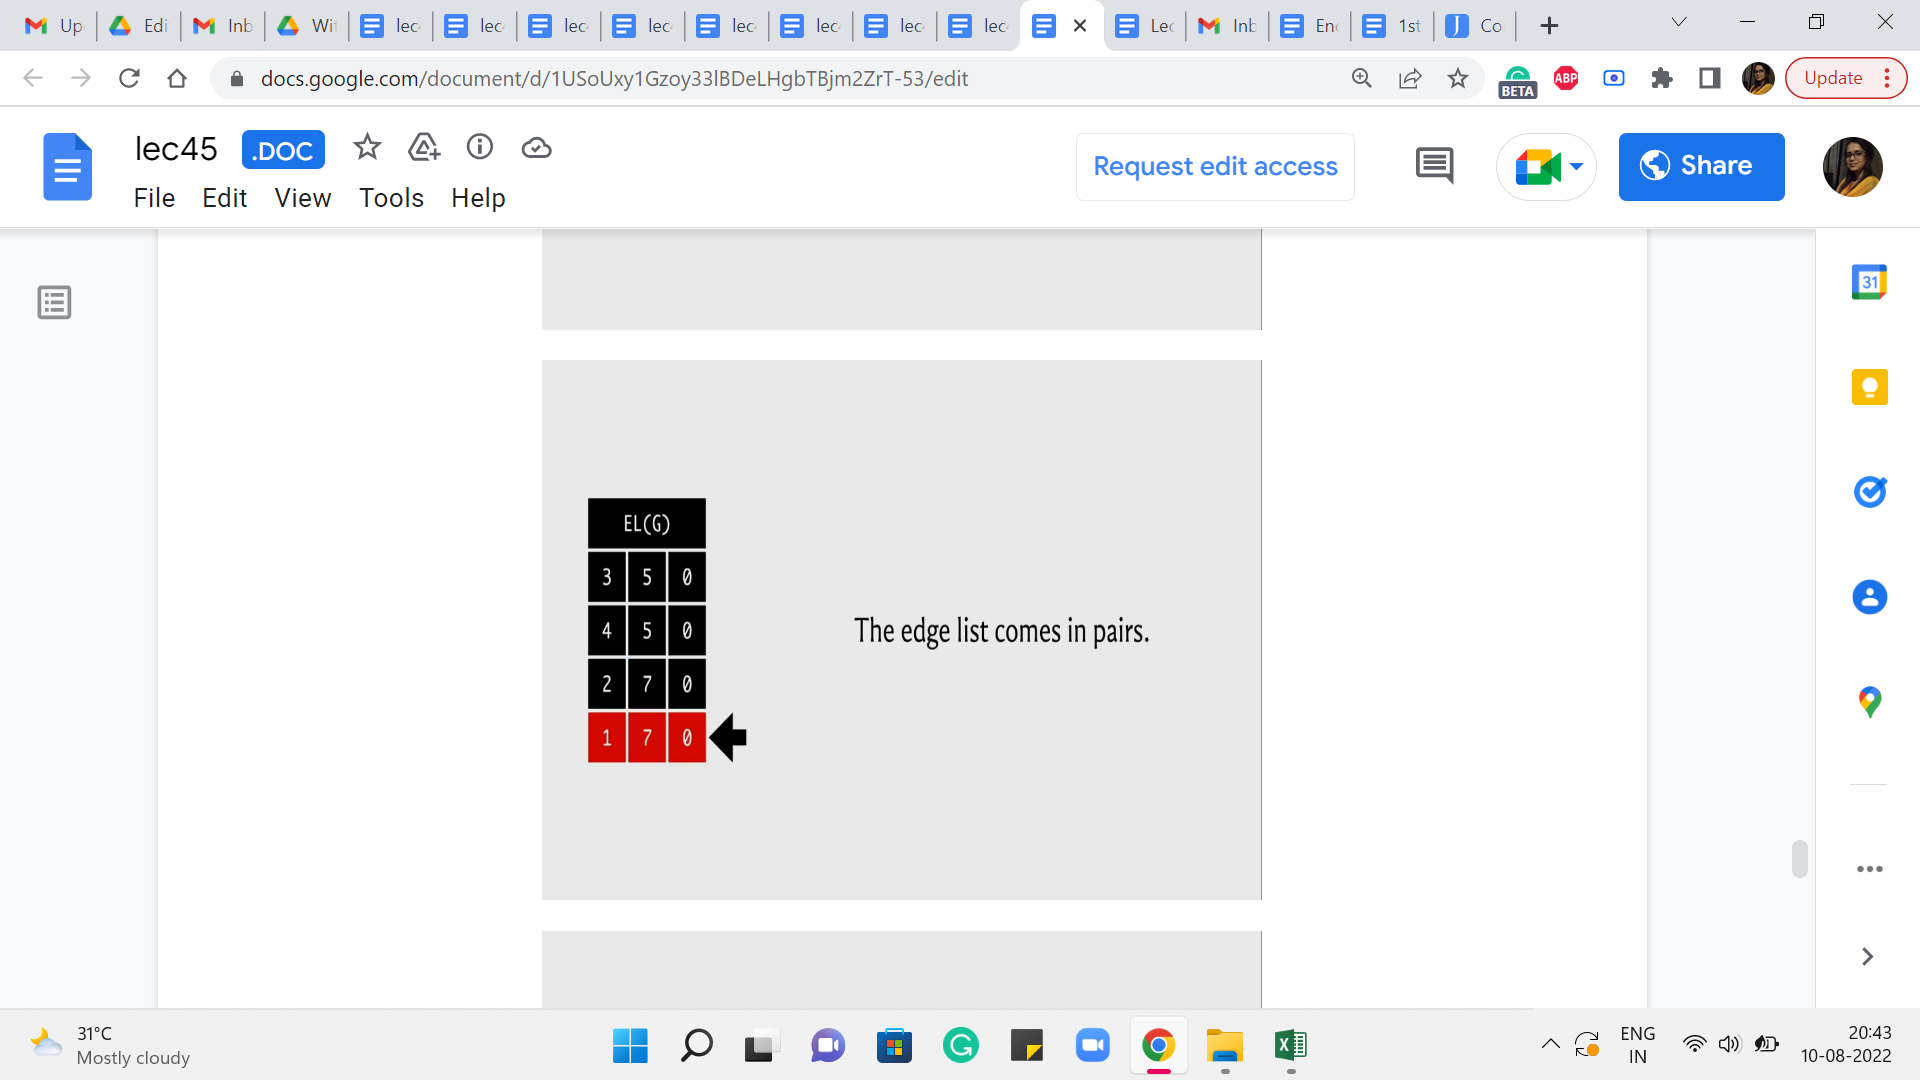 Up
Edi
Inb
Wit
lec
lec
lec
lec
lec
lec
lec
lec
Lec
Inb
Enc
1st
Co
docs.google.com/document/d/1USoUxy1Gzoy33lBDeLHgbTBjm2ZrT-53/edit
BETA
ABP
Update
lec45
.DOC
Request edit access
Share
File Edit View Tools Help
31
EL(G)
3 5 0
4 5 0
2 7 0
1 7 0
The edge list comes in pairs.
31°C
Mostly cloudy
ENG
IN
20:43
10-08-2022